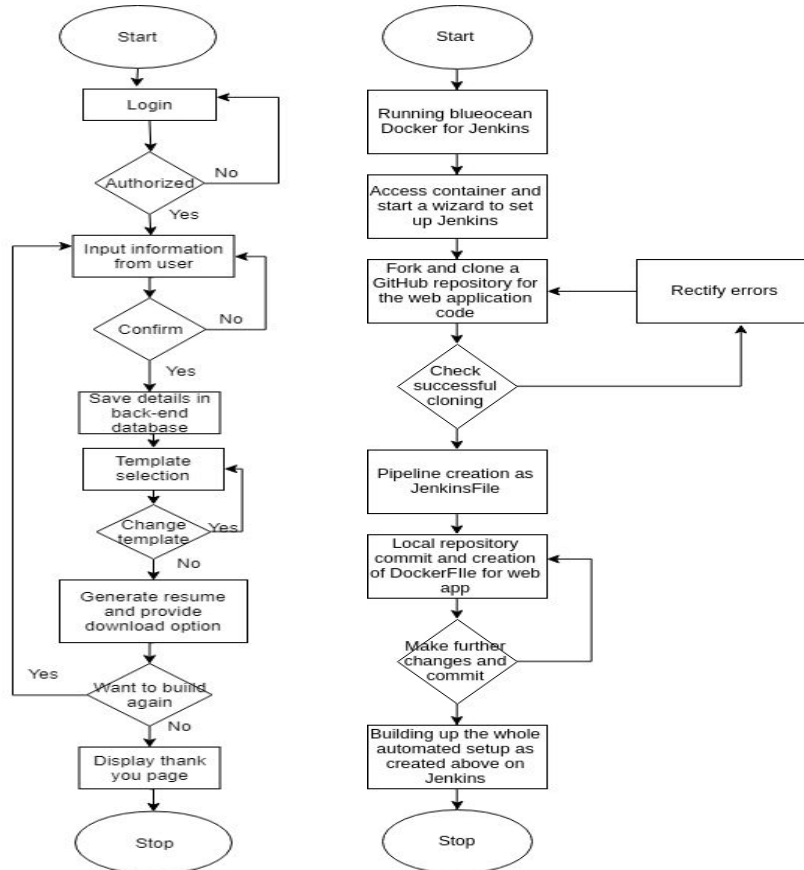 Start
Login
No
Authorized
Yes
Input information
from user
No
Confirm
Yes
Save details in
back-end
database
Template
selection
Change
template
Yes
No
Generate resume
and provide
download option
Yes
Want to buiild
again
No
Display thank
you page
Stop
Start
Running blueocean
Docker for Jenkins
Access container and
start a wizard to set
up Jenkins
Fork and clone a
GitHub repository for
the web application
code
Rectify errors
Check
successful
cloning
Pipeline creation as
JenkinsFile
Local repository
commit and creation
of DockerFIle for web
app
Make further
changes and
commit
Building up the whole
automated setup as
created above on
Jenkins
Stop